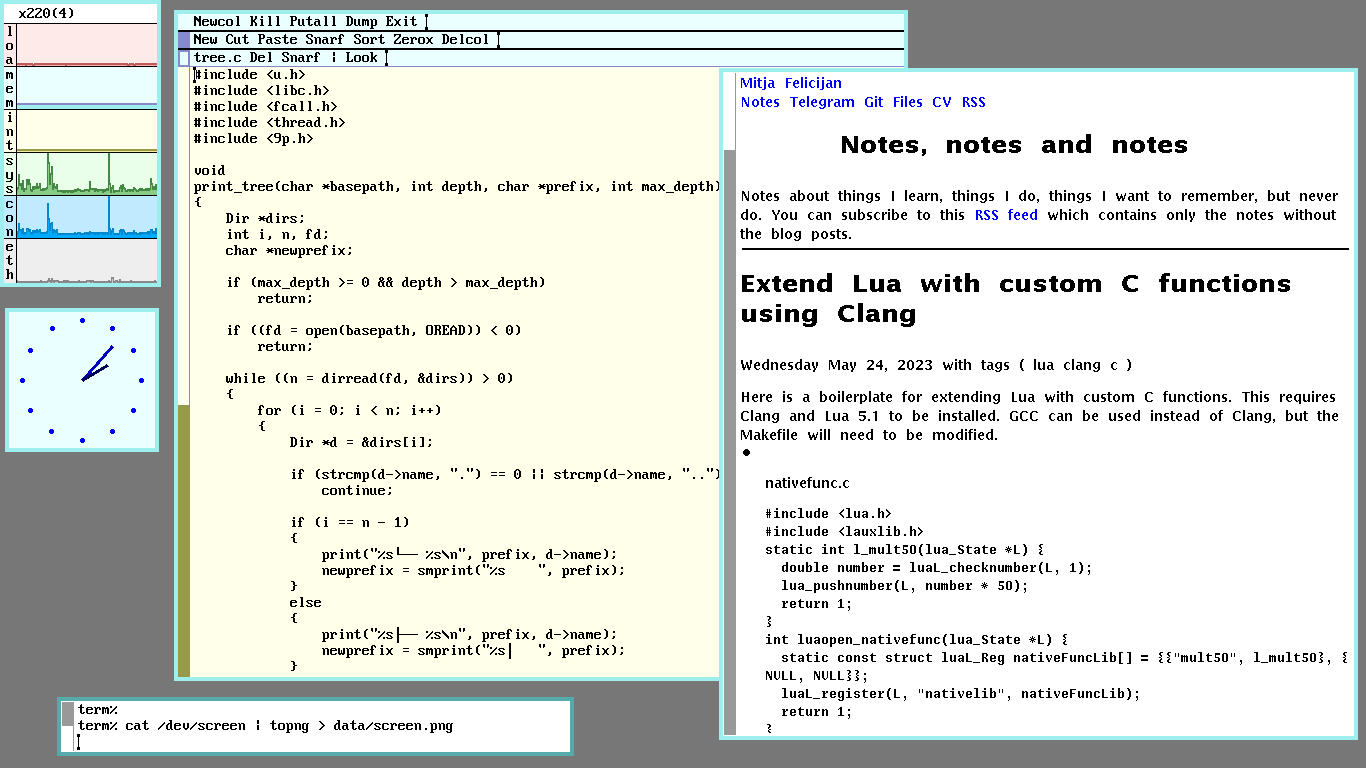 x220(4)
loa
mem
int
sys
con
eth
Newcol Kill Putall Dump Exit
New Cut Paste Snarf Sort Zerox Delcol
tree.c Del Snarf | Look
#include <u.h>
#include <libc.h>
#include <fcall.h>
#include <thread.h>
#include <9p.h>
void
print_tree(char *basepath, int depth, char *prefix, int max_depth)
{
    Dir *dirs;
    int i, n, fd;
    char *newprefix;
    if (max_depth >= 0 && depth > max_depth)
        return;
    if ((fd = open(basepath, OREAD)) < 0)
        return;
    while ((n = dirread(fd, &dirs)) > 0)
    {
        for (i = 0; i < n; i++)
        {
            Dir *d = &dirs[i];
            if (strcmp(d->name, ".") == 0 || strcmp(d->name, "..")
                continue;
            if (i == n - 1)
            {
                print("%s└── %s\n", prefix, d->name);
                newprefix = smprint("%s    ", prefix);
            }
            else
            {
                print("%s├── %s\n", prefix, d->name);
                newprefix = smprint("%s│   ", prefix);
            }
Mitja Felicijan
Notes Telegram Git Files CV RSS
Notes, notes and notes
Notes about things I learn, things I do, things I want to remember, but never
do. You can subscribe to this RSS feed which contains only the notes without
the blog posts.
Extend Lua with custom C functions
using Clang
Wednesday May 24, 2023 with tags ( lua clang c )
Here is a boilerplate for extending Lua with custom C functions. This requires
Clang and Lua 5.1 to be installed. GCC can be used instead of Clang, but the
Makefile will need to be modified.
•
nativefunc.c
#include <lua.h>
#include <lauxlib.h>
static int l_mult50(lua_State *L) {
  double number = luaL_checknumber(L, 1);
  lua_pushnumber(L, number * 50);
  return 1;
}
int luaopen_nativefunc(lua_State *L) {
  static const struct luaL_Reg nativeFuncLib[] = {{"mult50", l_mult50}, {
NULL, NULL}};
  luaL_register(L, "nativelib", nativeFuncLib);
  return 1;
}
term%
term% cat /dev/screen | topng > data/screen.png